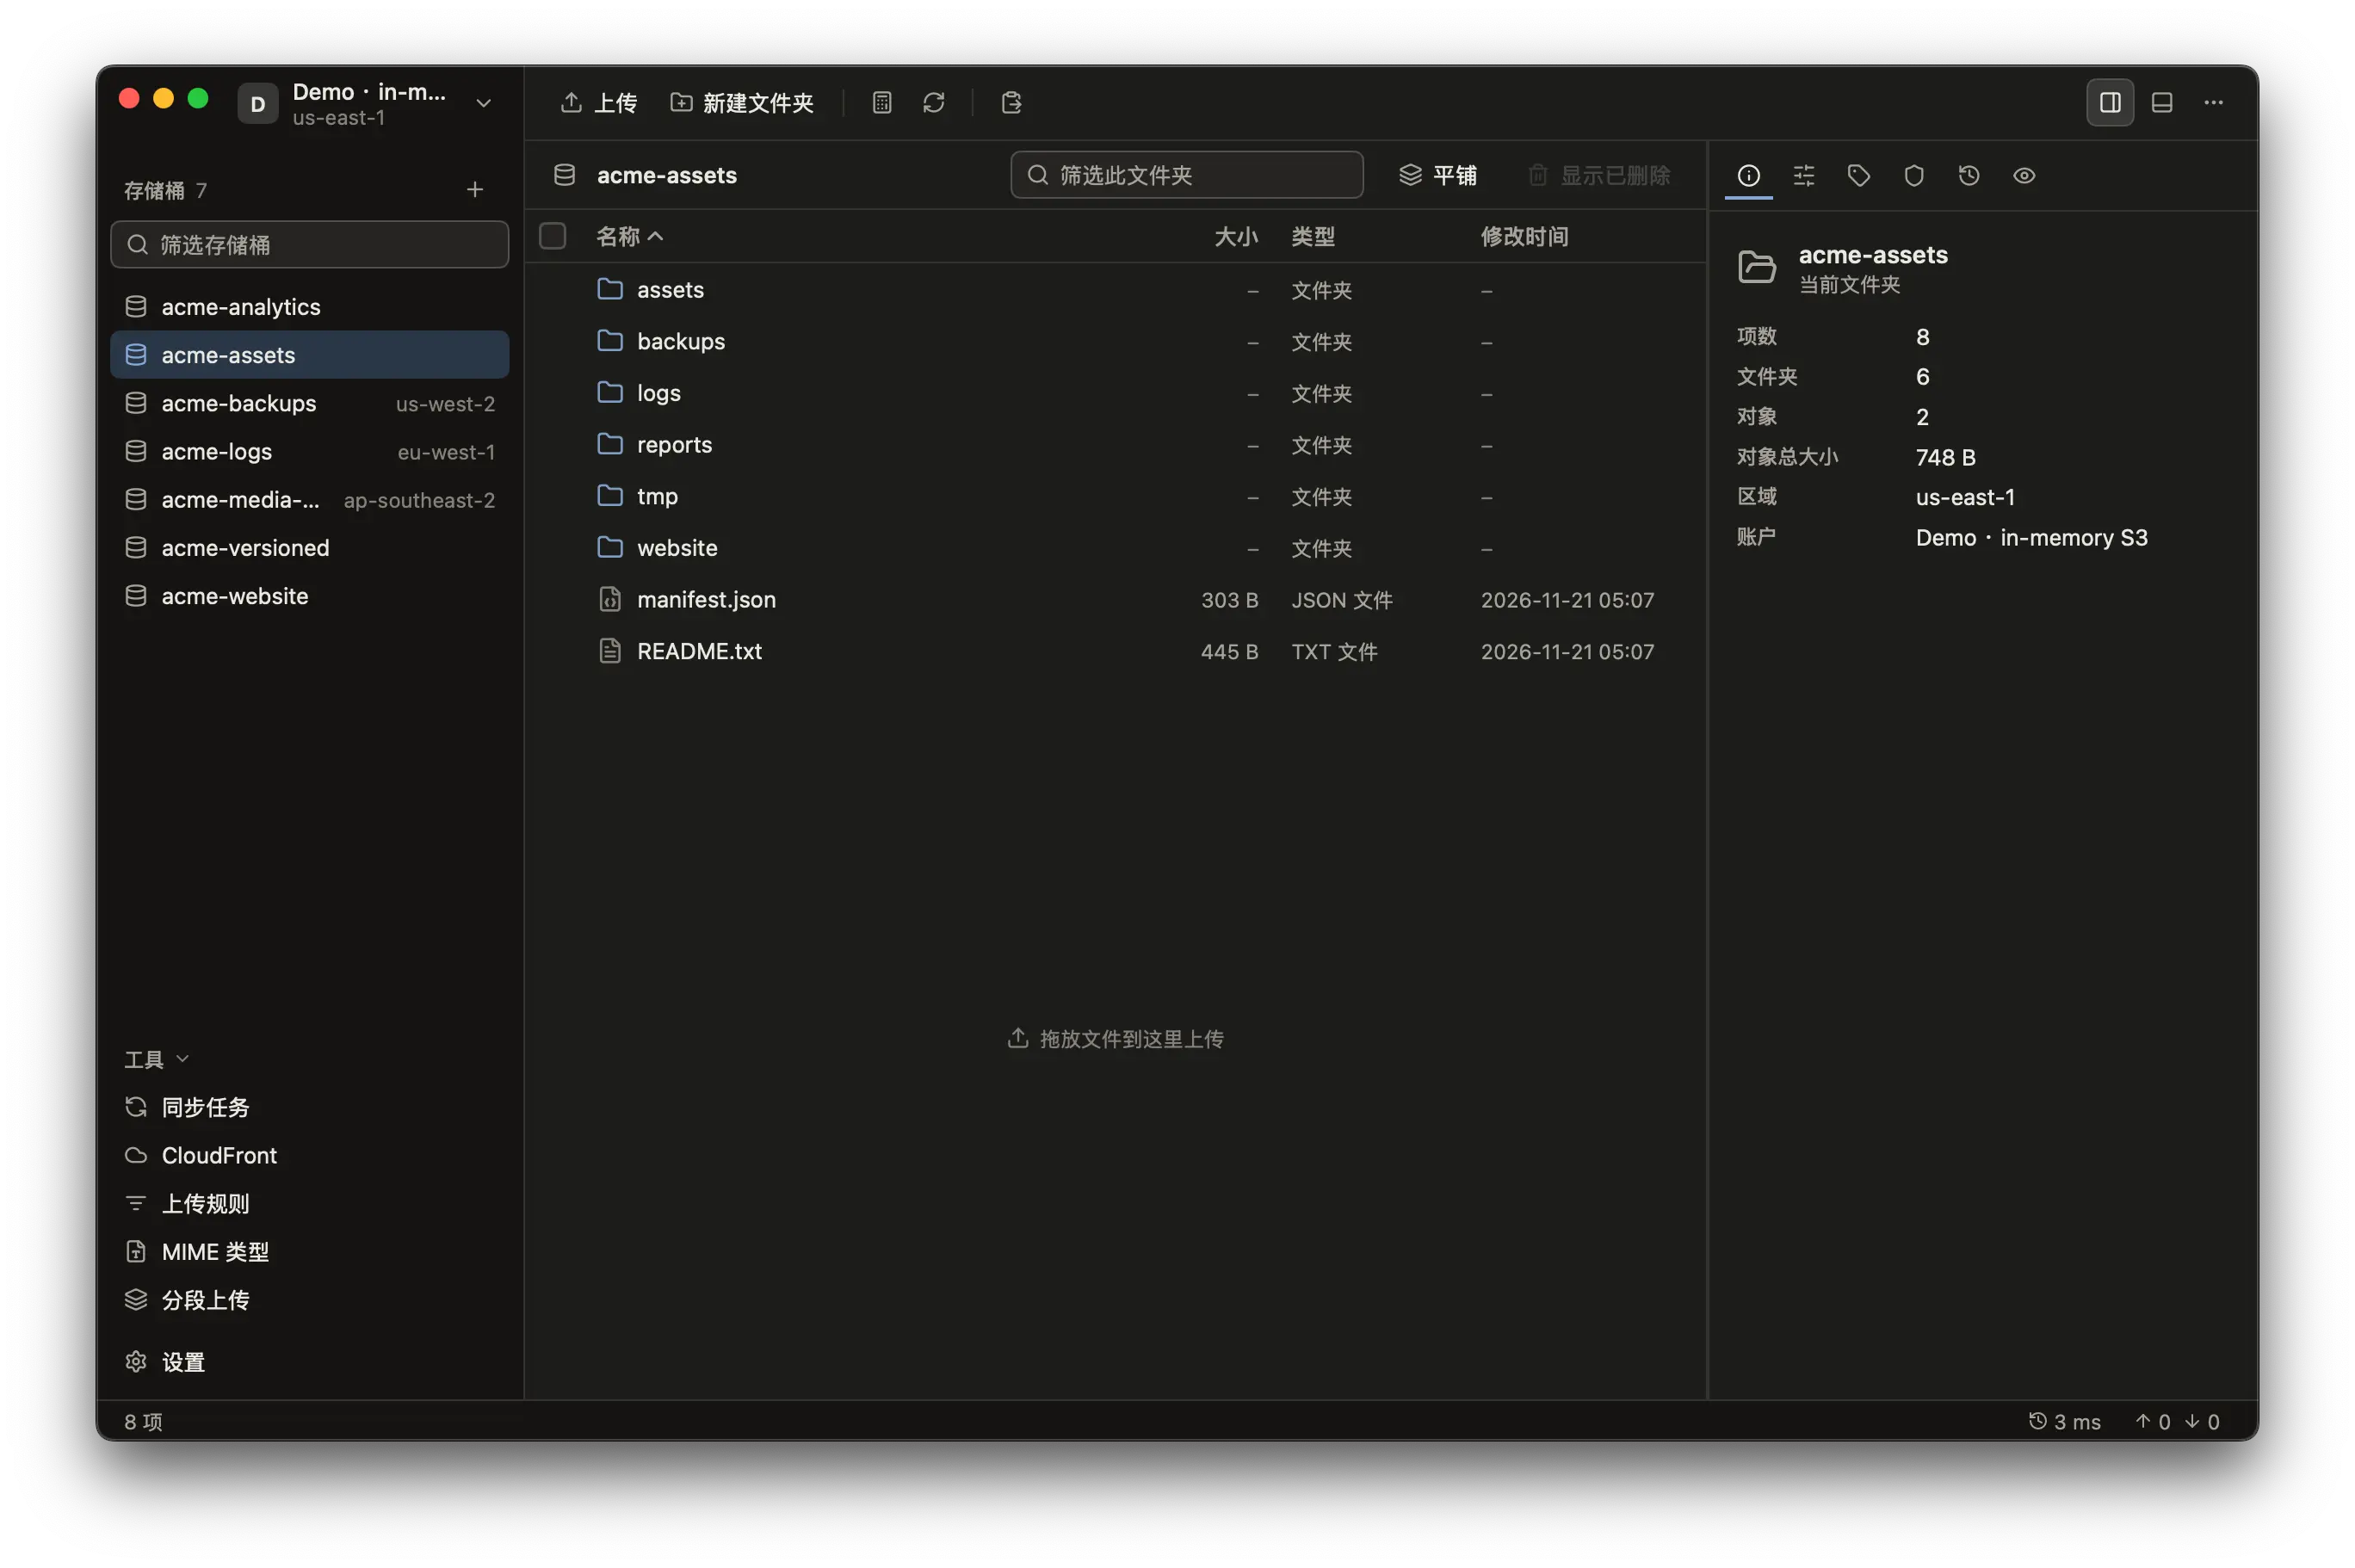 D
Demo · in-m...
us-east-1
上传
新建文件夹
存储桶 7
筛选存储桶
acme-analytics
acme-assets
acme-backups us-west-2
acme-logs eu-west-1
acme-media-... ap-southeast-2
acme-versioned
acme-website
工具
同步任务
CloudFront
上传规则
MIME 类型
分段上传
设置
acme-assets
筛选此文件夹
平铺
显示已删除
名称 大小 类型 修改时间
assets – 文件夹 –
backups – 文件夹 –
logs – 文件夹 –
reports – 文件夹 –
tmp – 文件夹 –
website – 文件夹 –
manifest.json 303 B JSON 文件 2026-11-21 05:07
README.txt 445 B TXT 文件 2026-11-21 05:07
拖放文件到这里上传
acme-assets
当前文件夹
项数 8
文件夹 6
对象 2
对象总大小 748 B
区域 us-east-1
账户 Demo · in-memory S3
8 项
3 ms
0
0